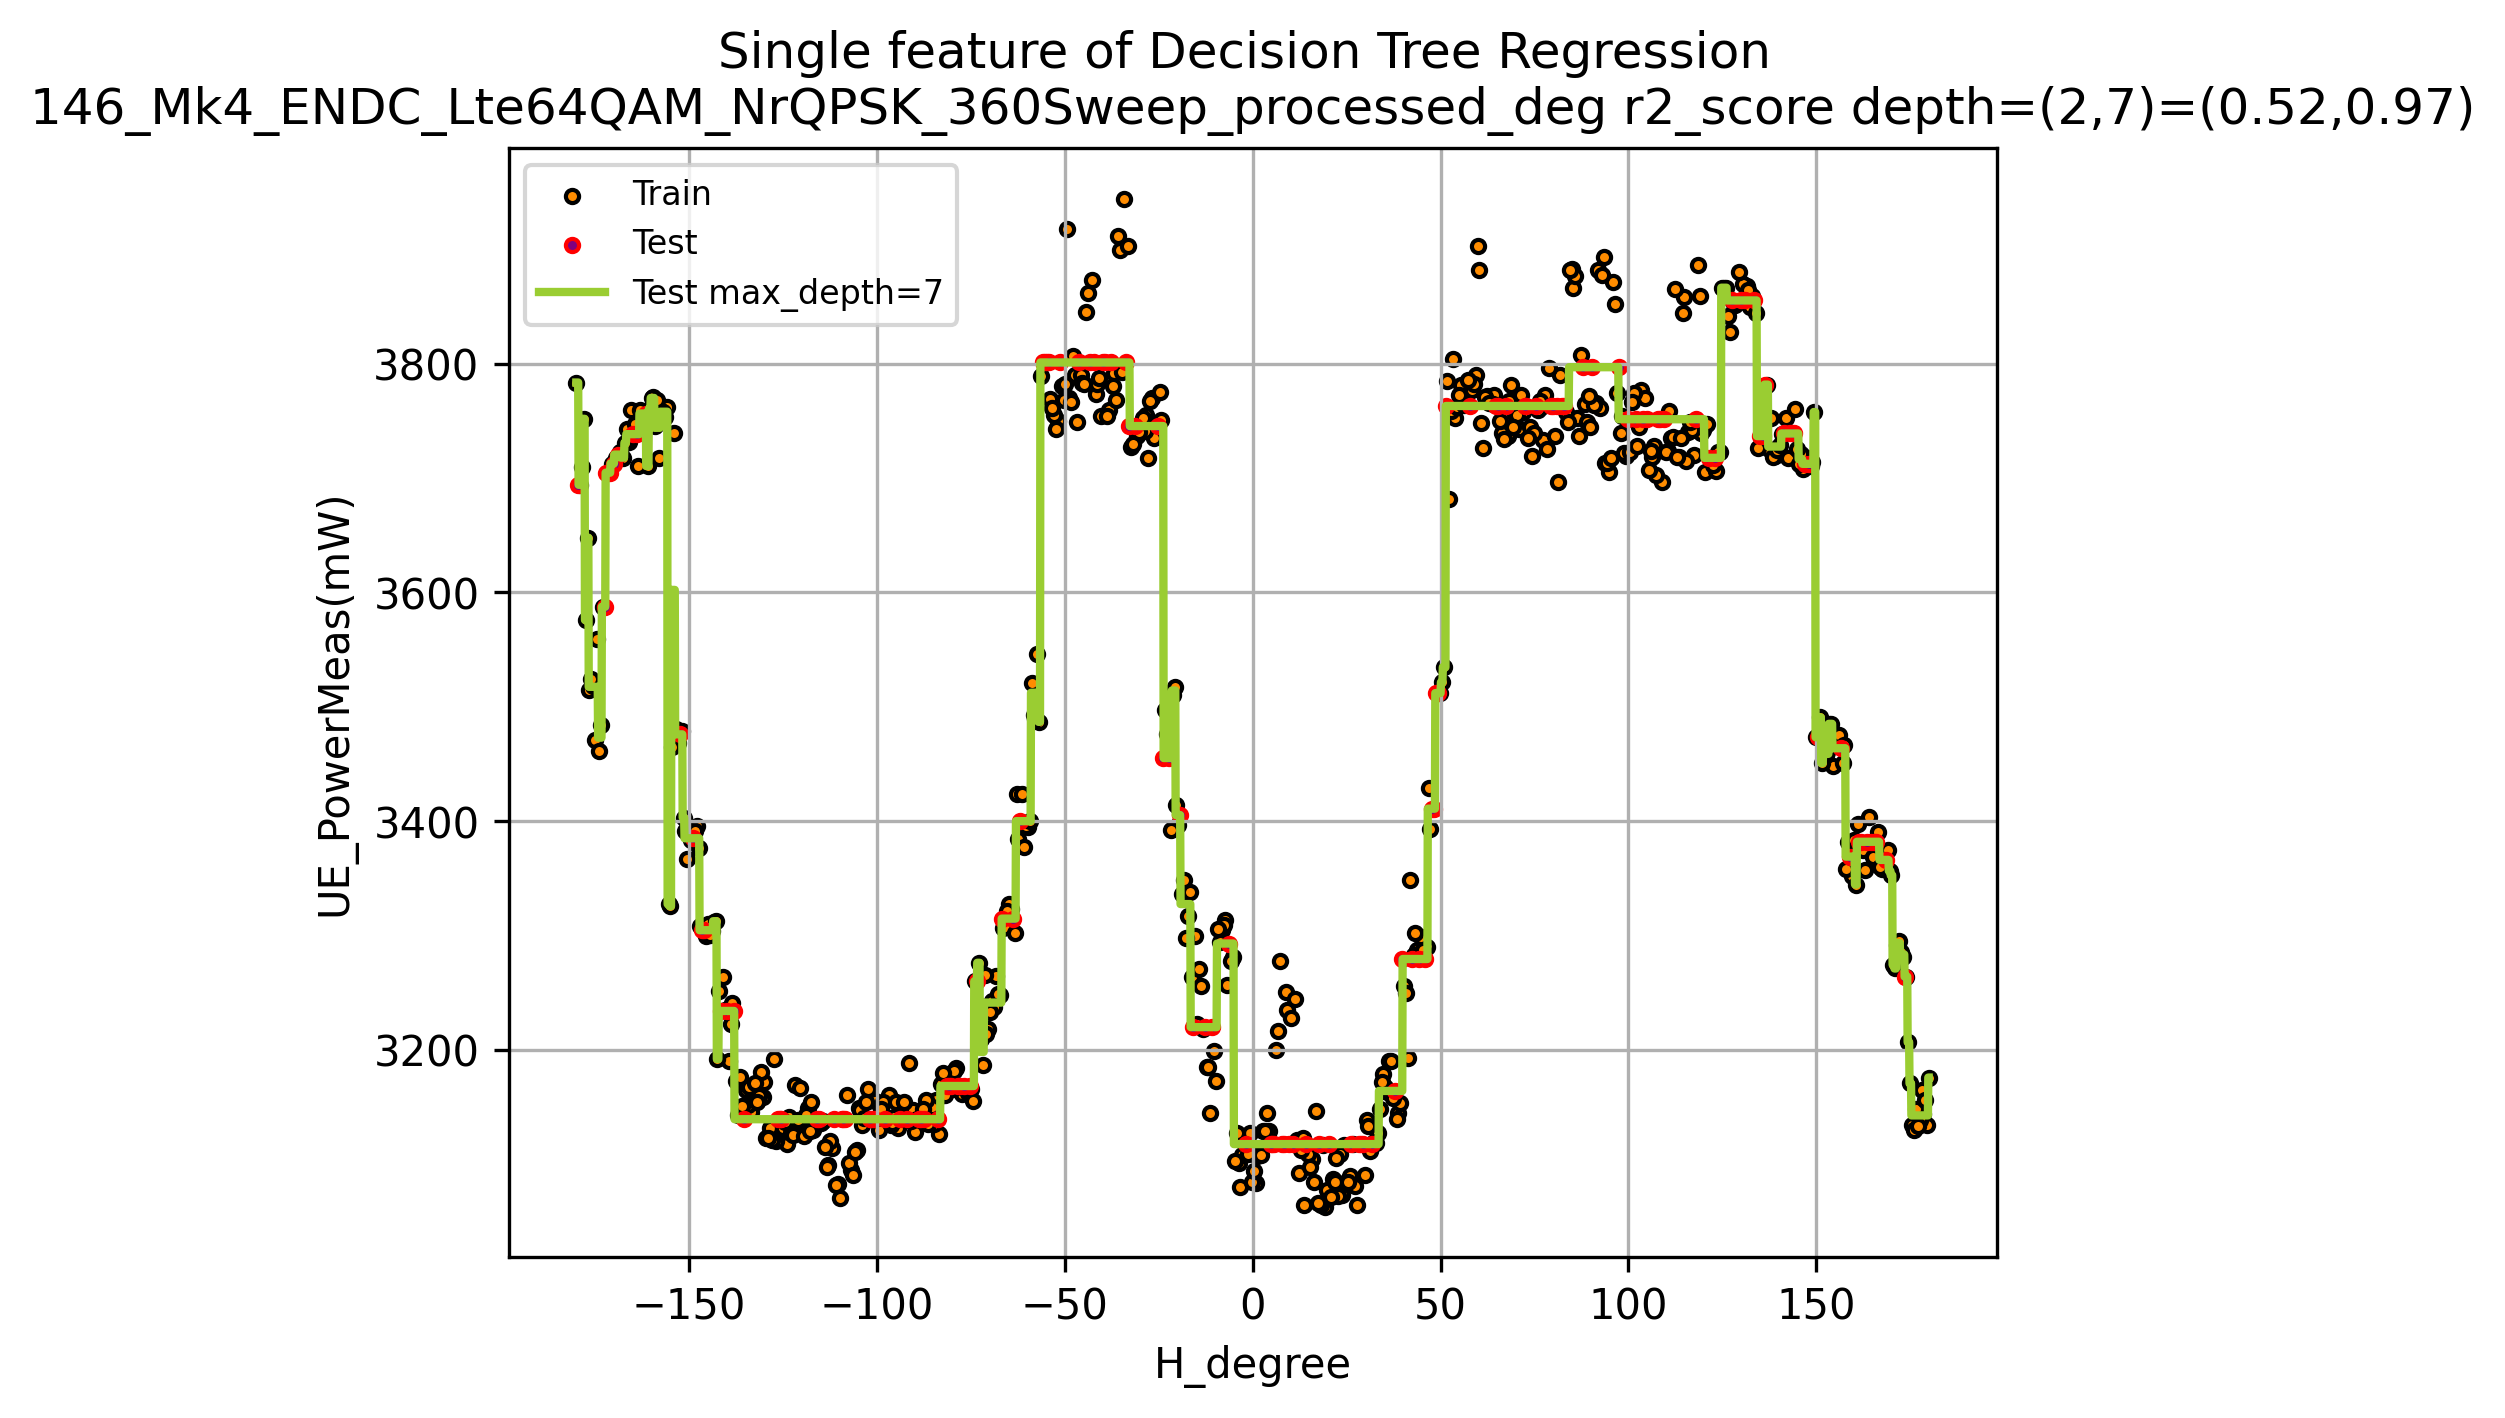 Single feature of Decision Tree Regression
146_Mk4_ENDC_Lte64QAM_NrQPSK_360Sweep_processed_deg r2_score depth=(2,7)=(0.52,0.97)
Train
Test
Test max_depth=7
UE_PowerMeas(mW)
3800
3600
3400
3200
−150 −100 −50 0 50 100 150
H_degree